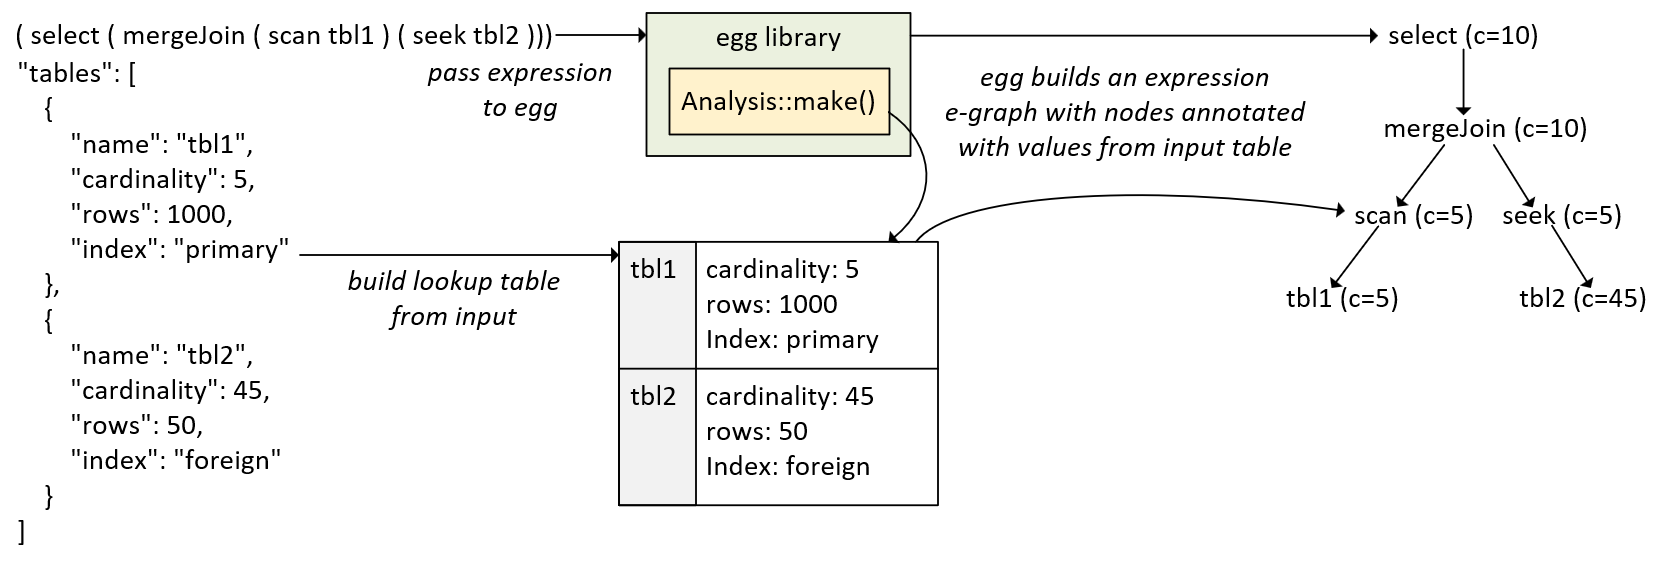 ( select ( mergeJoin ( scan tbl1 ) ( seek tbl2 )))
"tables": [
{
"name": "tbl1",
"cardinality": 5,
"rows": 1000,
"index": "primary"
},
{
"name": "tbl2",
"cardinality": 45,
"rows": 50,
"index": "foreign"
}
]
pass expression
to egg
build lookup table
from input
egg library
Analysis::make()
tbl1
cardinality: 5
rows: 1000
Index: primary
tbl2
cardinality: 45
rows: 50
Index: foreign
egg builds an expression
e-graph with nodes annotated
with values from input table
select (c=10)
mergeJoin (c=10)
scan (c=5)
seek (c=5)
tbl1 (c=5)
tbl2 (c=45)